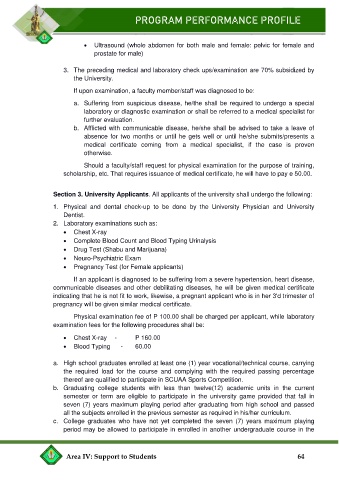 PROGRAM PERFORMANCE PROFILE
• Ultrasound (whole abdomen for both male and female: pelvic for female and
prostate for male)
3. The preceding medical and laboratory check ups/examination are 70% subsidized by
the University.
If upon examination, a faculty member/staff was diagnosed to be:
a. Suffering from suspicious disease, he/the shall be required to undergo a special
laboratory or diagnostic examination or shall be referred to a medical specialist for
further evaluation.
b. Afflicted with communicable disease, he/she shall be advised to take a leave of
absence for two months or until he gets well or until he/she submits/presents a
medical certificate coming from a medical specialist, if the case is proven
otherwise.
Should a faculty/staff request for physical examination for the purpose of training,
scholarship, etc. That requires issuance of medical certificate, he will have to pay e 50.00.
Section 3. University Applicants. All applicants of the university shall undergo the following:
1. Physical and dental check-up to be done by the University Physician and University
Dentist.
2. Laboratory examinations such as:
• Chest X-ray
• Complete Blood Count and Blood Typing Urinalysis
• Drug Test (Shabu and Marijuana)
• Neuro-Psychiatric Exam
• Pregnancy Test (for Female applicants)
If an applicant is diagnosed to be suffering from a severe hypertension, heart disease,
communicable diseases and other debilitating diseases, he will be given medical certificate
indicating that he is not fit to work, likewise, a pregnant applicant who is in her 3'd trimester of
pregnancy will be given similar medical certificate.
Physical examination fee of P 100.00 shall be charged per applicant, while laboratory
examination fees for the following procedures shall be:
• Chest X-ray - P 160.00
• Blood Typing - 60.00
a. High school graduates enrolled at least one (1) year vocational/technical course, carrying
the required load for the course and complying with the required passing percentage
thereof are qualified to participate in SCUAA Sports Competition.
b. Graduating college students with less than twelve(12) academic units in the current
semester or term are eligible to participate in the university game provided that fall in
seven (7) years maximum playing period after graduating from high school and passed
all the subjects enrolled in the previous semester as required in his/her curriculum.
c. College graduates who have not yet completed the seven (7) years maximum playing
period may be allowed to participate in enrolled in another undergraduate course in the
Area IV: Support to Students 64